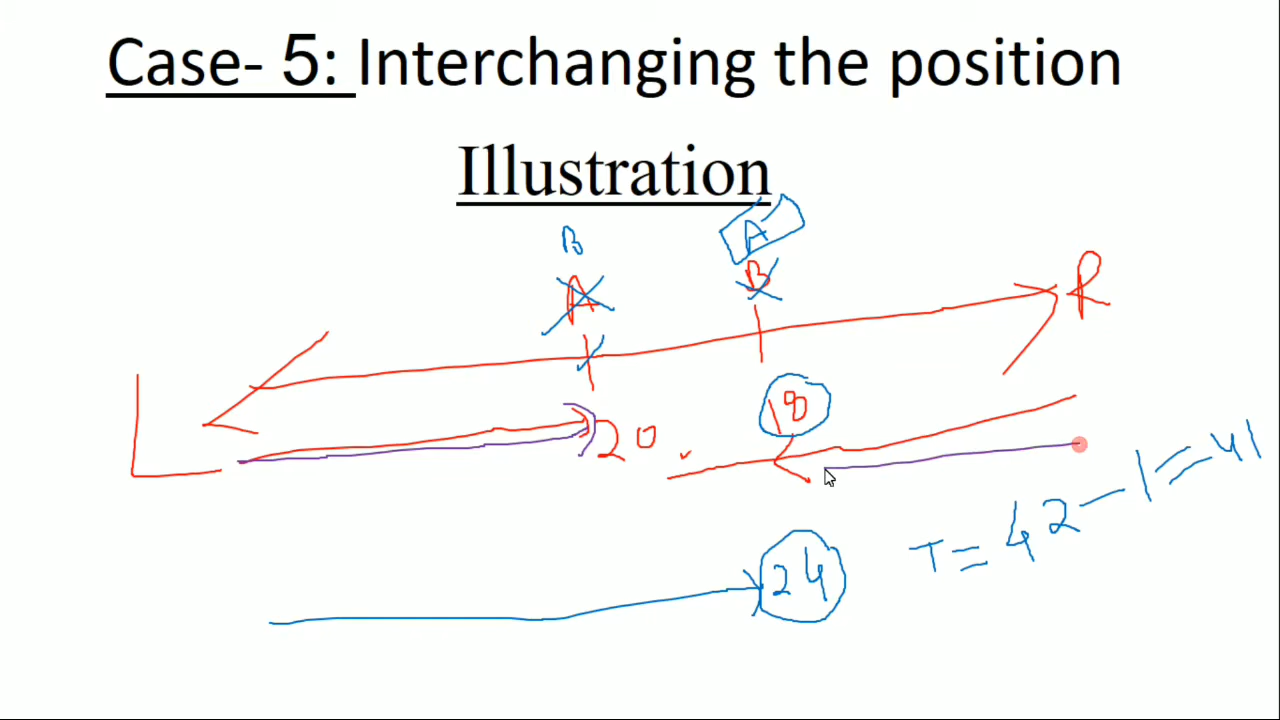 Case- 5: Interchanging the position
Illustration
B A
A B R
L 20 18
T = 42 - 1 = 41
24